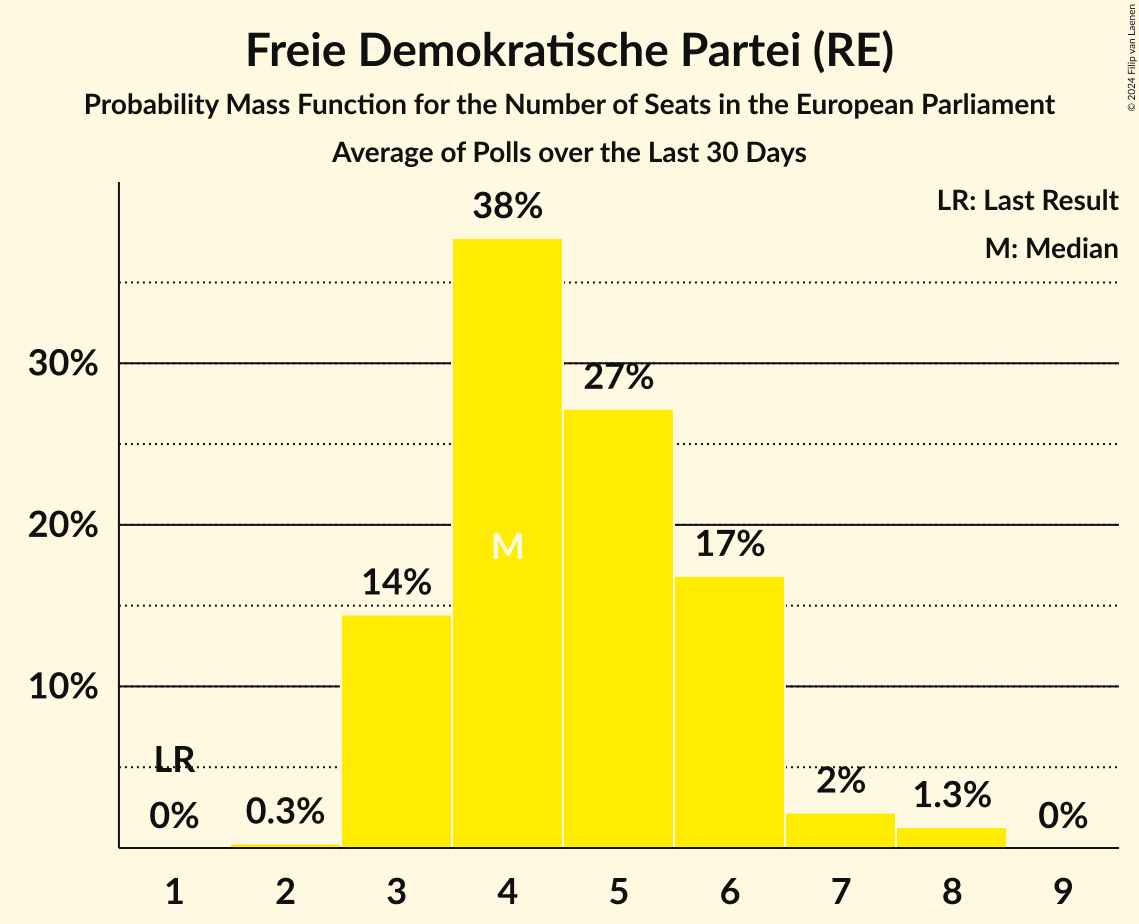 Freie Demokratische Partei (RE)
Probability Mass Function for the Number of Seats in the European Parliament
Average of Polls over the Last 30 Days
© 2024 Filip van Laenen
LR: Last Result
M: Median
38%
30%
27%
20%
17%
M
14%
10%
LR
2%
1.3%
0.3%
0%
0%
1 2 3 4 5 6 7 8 9